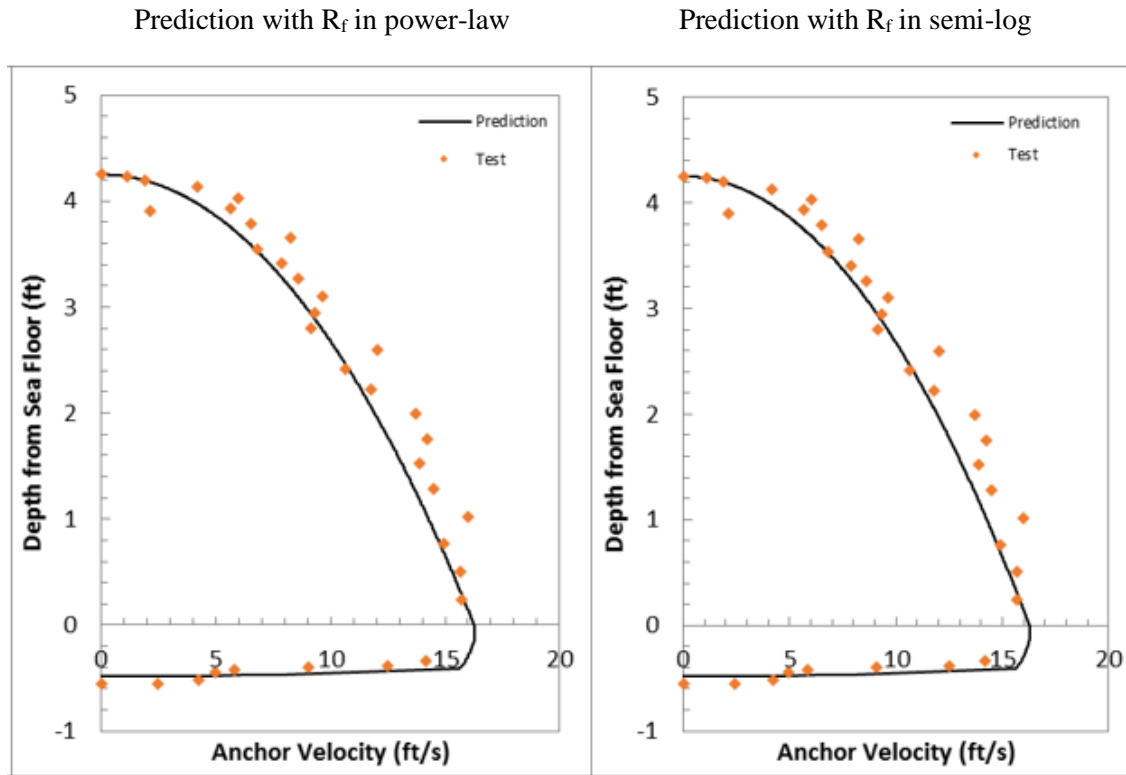 Prediction with Rf in power-law
Prediction with Rf in semi-log
5
4
3
2
1
0
-1
0 5 10 15 20
Depth from Sea Floor (ft)
Anchor Velocity (ft/s)
Prediction
Test
5
4
3
2
1
0
-1
0 5 10 15 20
Depth from Sea Floor (ft)
Anchor Velocity (ft/s)
Prediction
Test